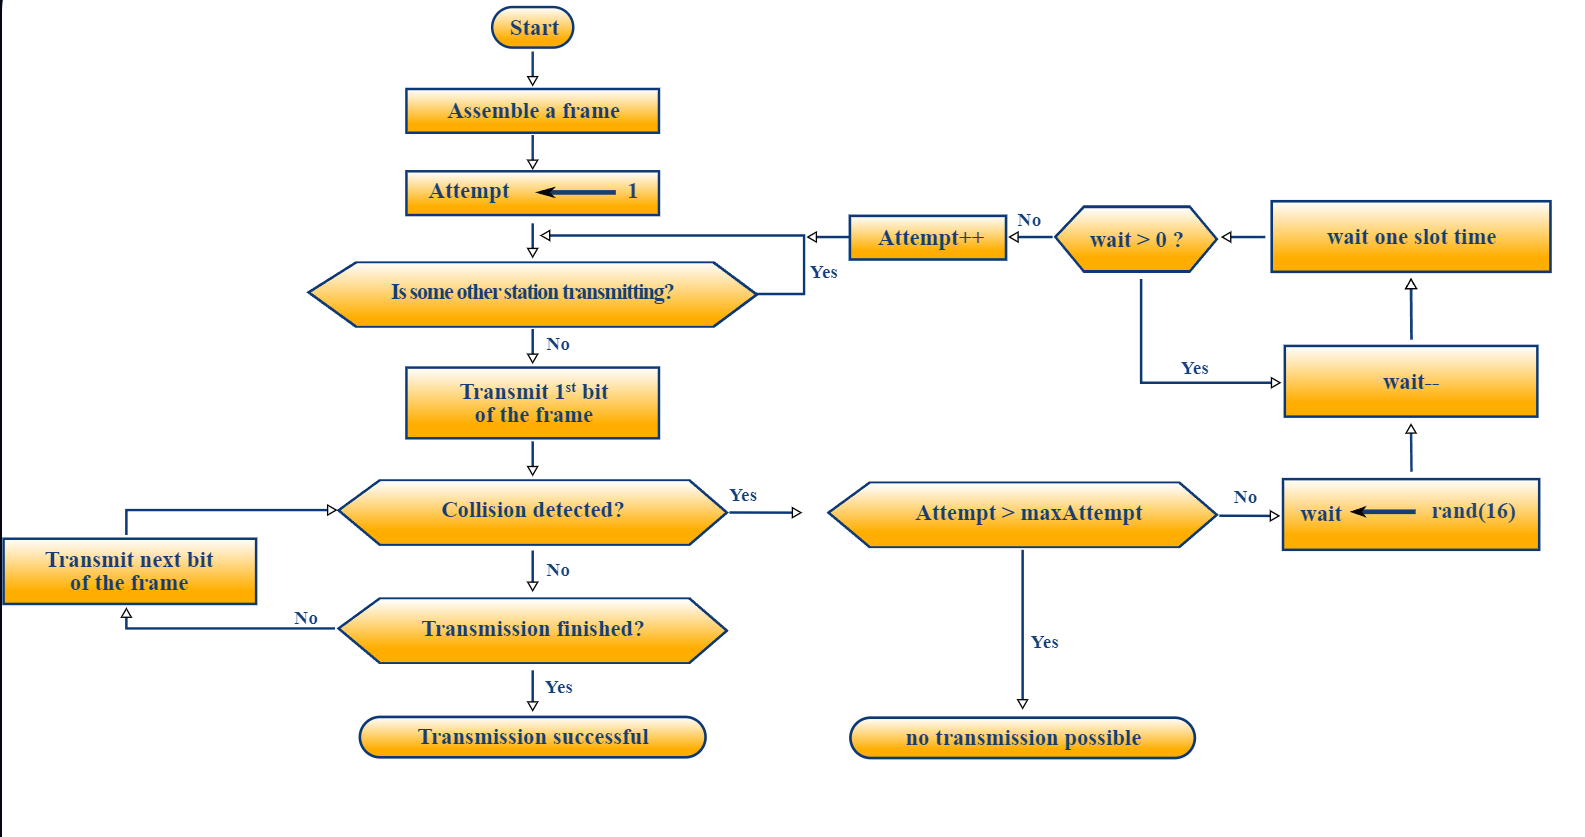 Start
Assemble a frame
Attempt 1
Is some other station transmitting?
Yes
No
Transmit 1st bit
of the frame
Collision detected?
Yes
No
Transmit next bit
of the frame
No
Transmission finished?
Yes
Transmission successful
Attempt++
No
wait > 0 ?
Yes
wait one slot time
wait--
Attempt > maxAttempt
No
wait rand(16)
Yes
no transmission possible